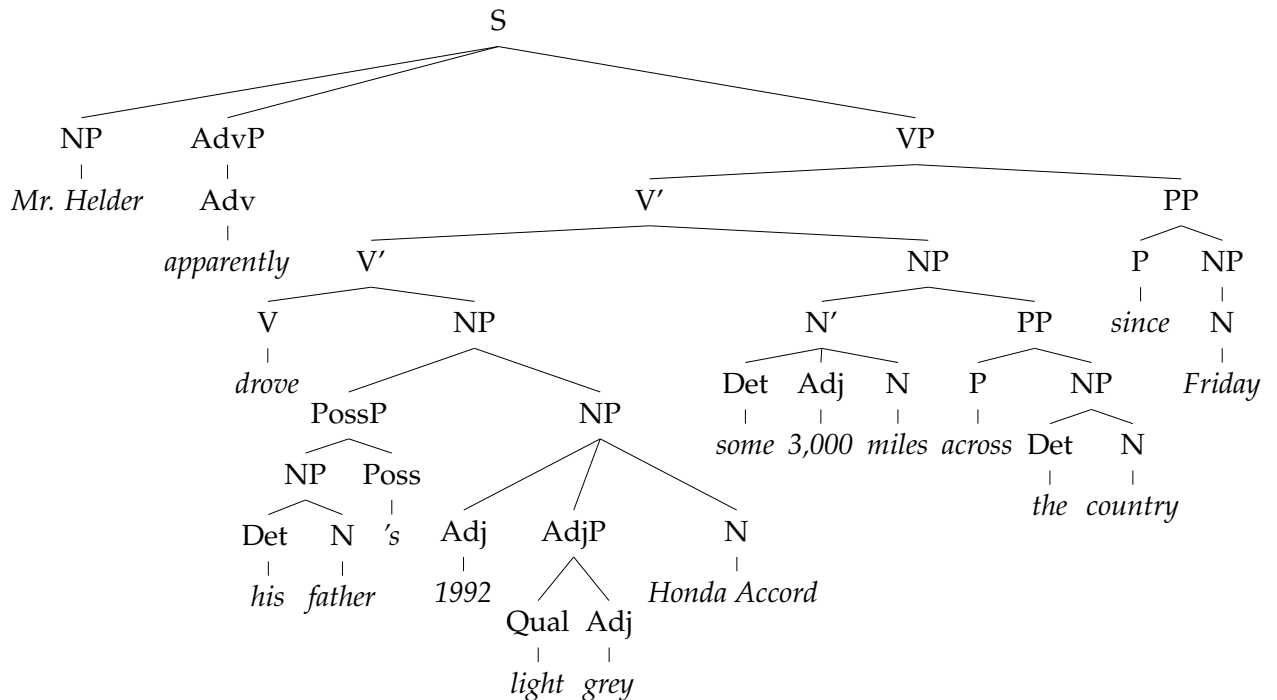 S
NP AdvP VP
Mr. Helder Adv V' PP
apparently V' NP P NP
V NP N' PP since N
drove PossP NP Det Adj N P NP Friday
NP Poss some 3,000 miles across Det N
Det N 's Adj AdjP N the country
his father 1992 Qual Adj Honda Accord
light grey